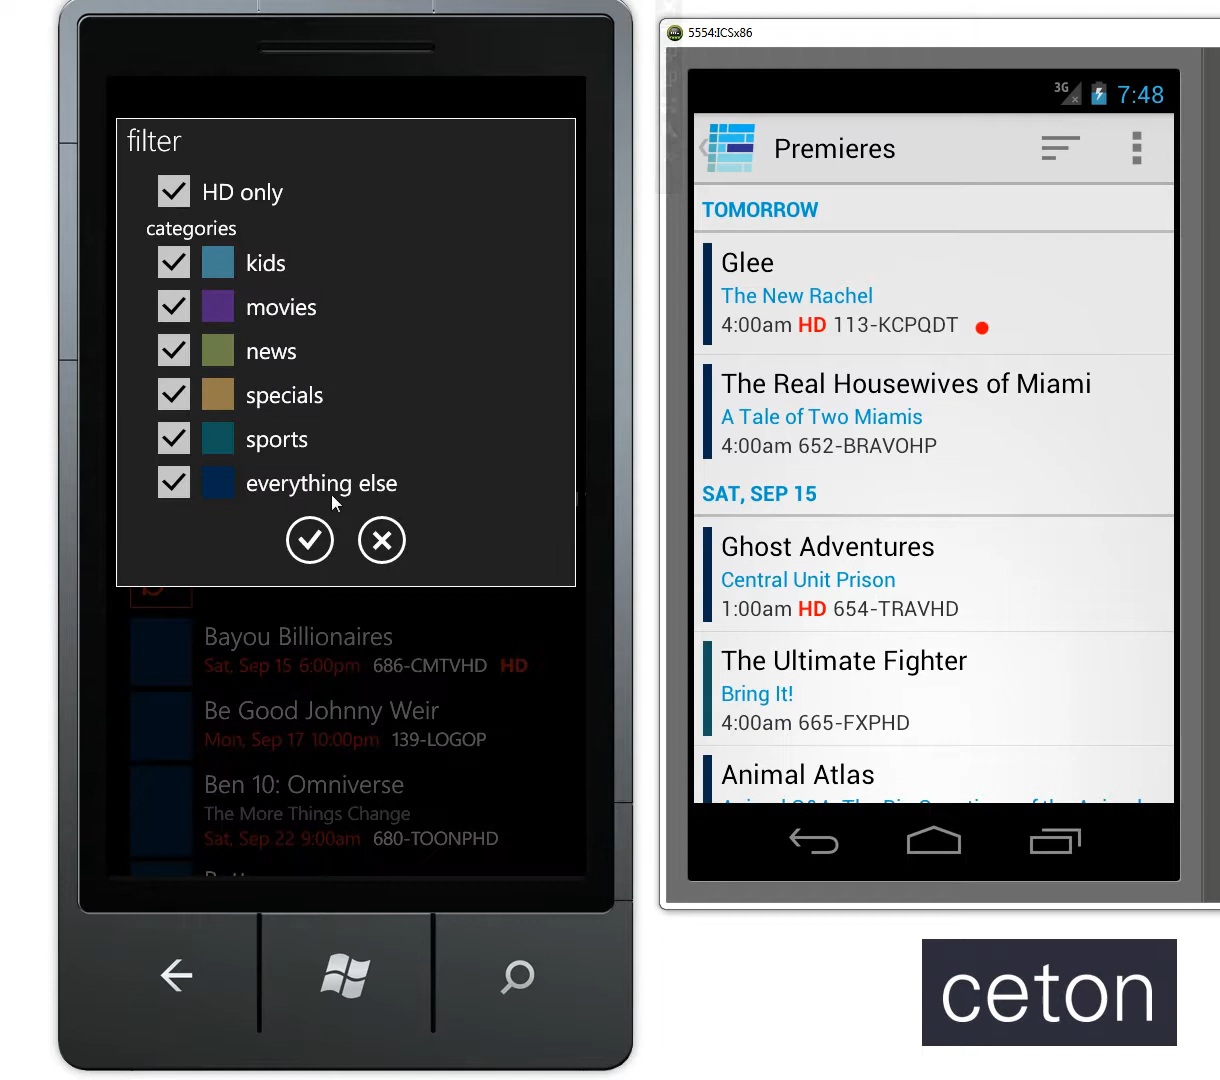 filter
HD only
categories
kids
movies
news
specials
sports
everything else
Bayou Billionaires
Sat, Sep 15 6:00pm 686-CMTVHD HD
Be Good Johnny Weir
Mon, Sep 17 10:00pm 139-LOGOP
Ben 10: Omniverse
The More Things Change
Sat, Sep 22 9:00am 680-TOONPHD
5554:ICSx86
3G 7:48
Premieres
TOMORROW
Glee
The New Rachel
4:00am HD 113-KCPQDT
The Real Housewives of Miami
A Tale of Two Miamis
4:00am 652-BRAVOHP
SAT, SEP 15
Ghost Adventures
Central Unit Prison
1:00am HD 654-TRAVHD
The Ultimate Fighter
Bring It!
4:00am 665-FXPHD
Animal Atlas
ceton